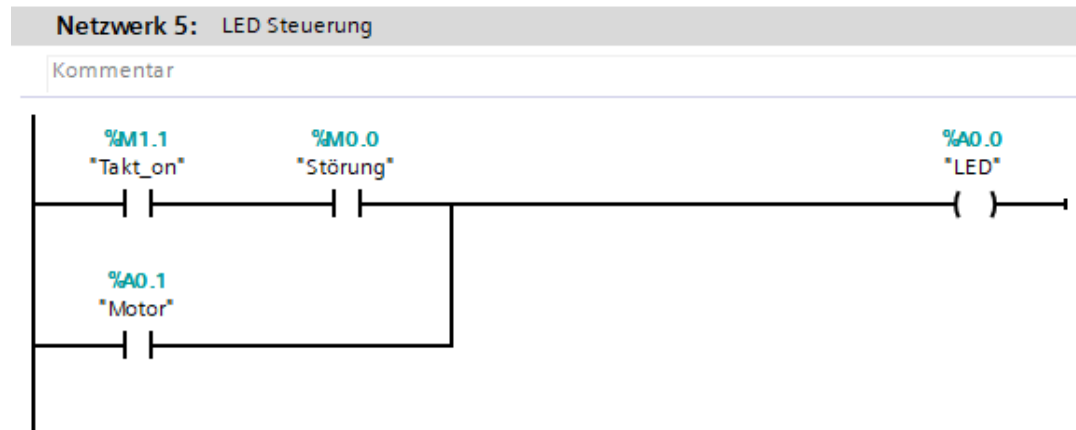 Netzwerk 5: LED Steuerung
Kommentar
%M1.1 %M0.0 %A0.0
"Takt_on" "Störung" "LED"
%A0.1
"Motor"